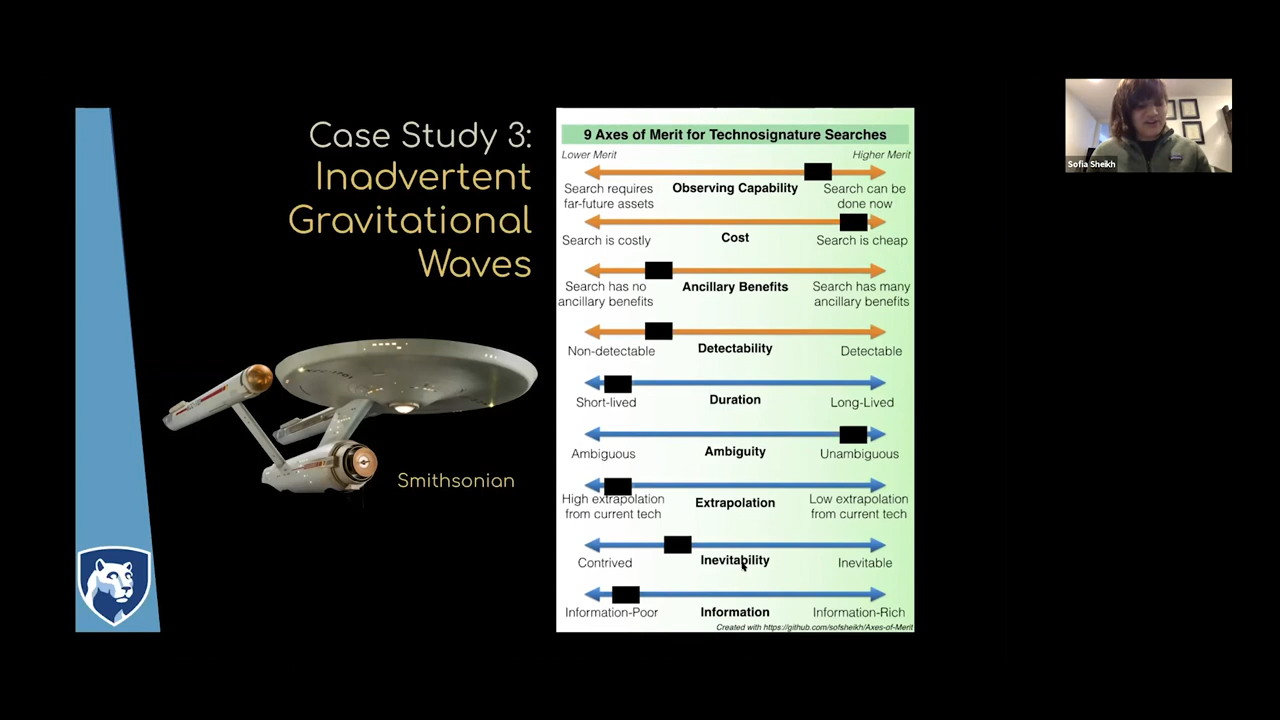 Case Study 3:
Inadvertent
Gravitational
Waves
Smithsonian
9 Axes of Merit for Technosignature Searches
Lower Merit
Higher Merit
Search requires
far-future assets
Observing Capability
Search can be
done now
Search is costly
Cost
Search is cheap
Search has no
ancillary benefits
Ancillary Benefits
Search has many
ancillary benefits
Non-detectable
Detectability
Detectable
Short-lived
Duration
Long-Lived
Ambiguous
Ambiguity
Unambiguous
High extrapolation
from current tech
Extrapolation
Low extrapolation
from current tech
Contrived
Inevitability
Inevitable
Information-Poor
Information
Information-Rich
Created with https://github.com/sofsheikh/Axes-of-Merit
Sofia Sheikh